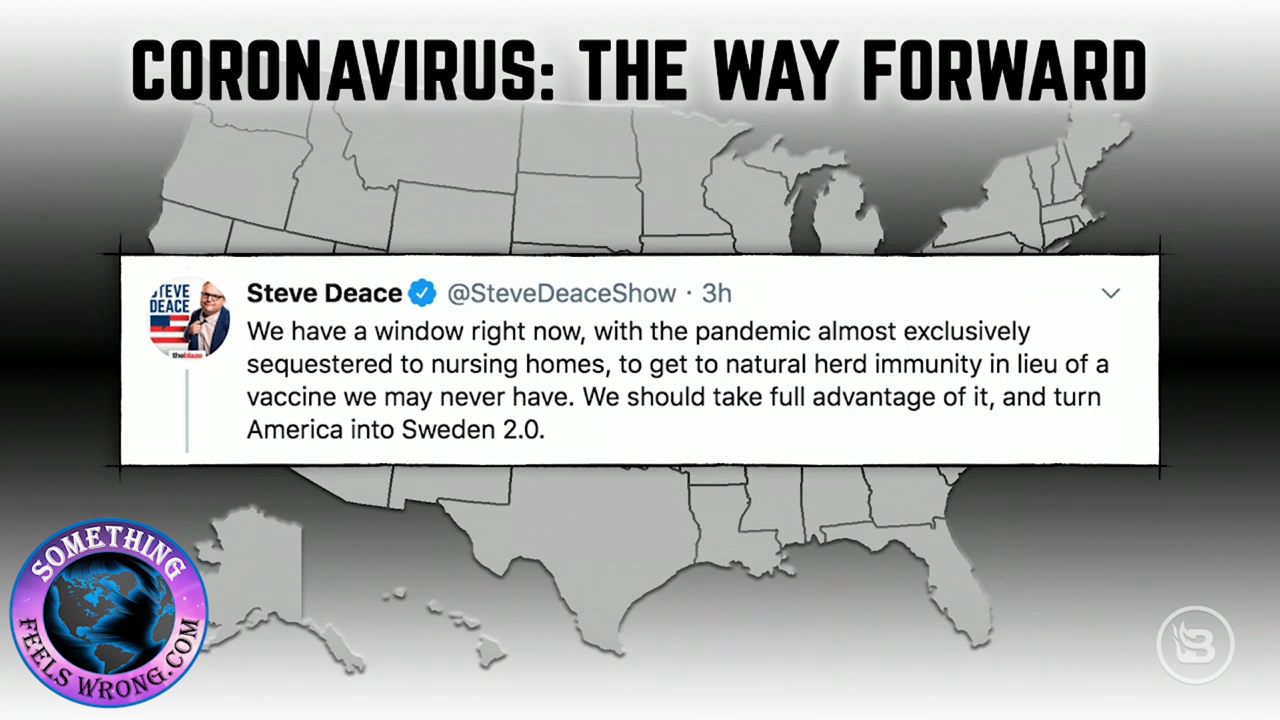 CORONAVIRUS: THE WAY FORWARD
STEVE
DEACE
theblaze
Steve Deace @SteveDeaceShow · 3h
We have a window right now, with the pandemic almost exclusively
sequestered to nursing homes, to get to natural herd immunity in lieu of a
vaccine we may never have. We should take full advantage of it, and turn
America into Sweden 2.0.
SOMETHING
FEELS WRONG.COM
B